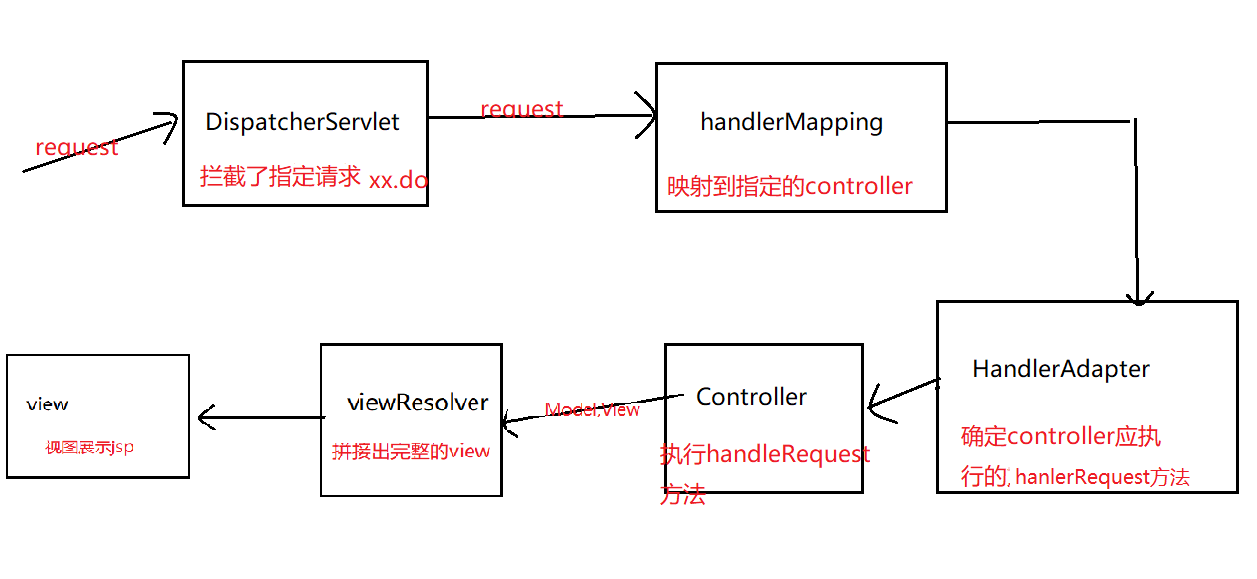 request
DispatcherServlet
拦截了指定请求 xx.do
request
handlerMapping
映射到指定的controller
HandlerAdapter
确定controller应执
行的; hanlerRequest方法
Controller
执行handleRequest
方法
Model,View
viewResolver
拼接出完整的view
view
视图展示jsp